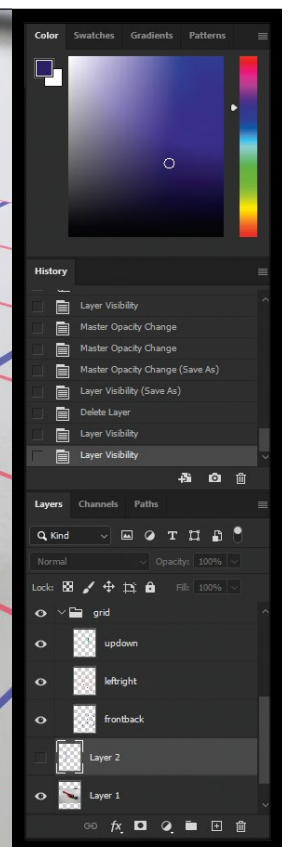 Color Swatches Gradients Patterns
History
Layer Visibility
Master Opacity Change
Master Opacity Change
Master Opacity Change (Save As)
Layer Visibility (Save As)
Delete Layer
Layer Visibility
Layer Visibility
Layers Channels Paths
Kind
Normal Opacity: 100%
Lock: Fill: 100%
grid
updown
leftright
frontback
Layer 2
Layer 1
fx